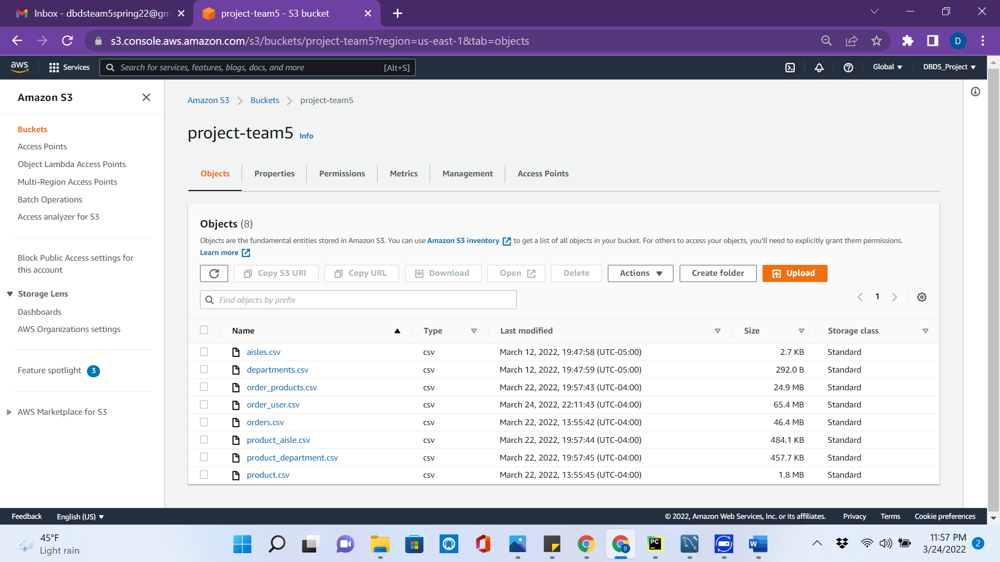 Inbox - dbdsteam5spring22@gm
project-team5 - S3 bucket
s3.console.aws.amazon.com/s3/buckets/project-team5?region=us-east-1&tab=objects
D
aws
Services
Search for services, features, blogs, docs, and more
[Alt+S]
Global
DBDS_Project
Amazon S3
Buckets
Access Points
Object Lambda Access Points
Multi-Region Access Points
Batch Operations
Access analyzer for S3
Block Public Access settings for
this account
Storage Lens
Dashboards
AWS Organizations settings
Feature spotlight 3
AWS Marketplace for S3
Amazon S3 Buckets project-team5
project-team5 Info
Objects Properties Permissions Metrics Management Access Points
Objects (8)
Objects are the fundamental entities stored in Amazon S3. You can use Amazon S3 inventory to get a list of all objects in your bucket. For others to access your objects, you'll need to explicitly grant them permissions.
Learn more
Copy S3 URI Copy URL Download Open Delete Actions Create folder Upload
Find objects by prefix
1
Name Type Last modified Size Storage class
aisles.csv csv March 12, 2022, 19:47:58 (UTC-05:00) 2.7 KB Standard
departments.csv csv March 12, 2022, 19:47:59 (UTC-05:00) 292.0 B Standard
order_products.csv csv March 22, 2022, 19:57:43 (UTC-04:00) 24.9 MB Standard
order_user.csv csv March 24, 2022, 22:11:43 (UTC-04:00) 65.4 MB Standard
orders.csv csv March 22, 2022, 13:55:42 (UTC-04:00) 46.4 MB Standard
product_aisle.csv csv March 22, 2022, 19:57:44 (UTC-04:00) 484.1 KB Standard
product_department.csv csv March 22, 2022, 19:57:45 (UTC-04:00) 457.7 KB Standard
product.csv csv March 22, 2022, 13:55:45 (UTC-04:00) 1.8 MB Standard
Feedback English (US)
© 2022, Amazon Web Services, Inc. or its affiliates. Privacy Terms Cookie preferences
45°F
Light rain
D
PC
W
11:57 PM
3/24/2022
2